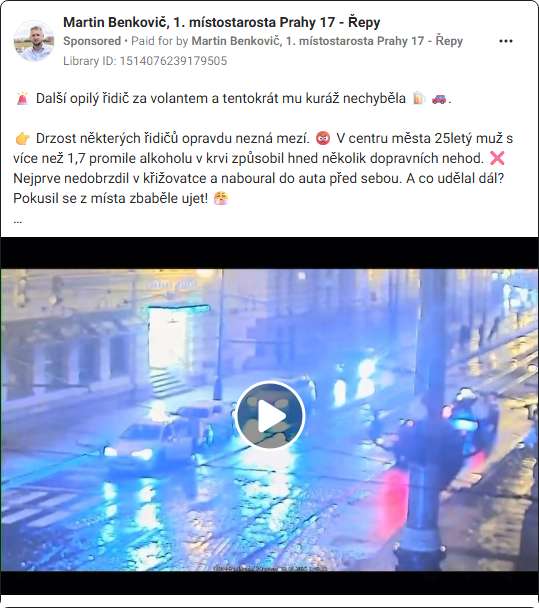 Martin Benkovič, 1. místostarosta Prahy 17 - Řepy
Sponsored • Paid for by Martin Benkovič, 1. místostarosta Prahy 17 - Řepy
Library ID: 1514076239179505
Další opilý řidič za volantem a tentokrát mu kuráž nechyběla 🍺 🚗.
👉 Drzost některých řidičů opravdu nezná mezí. 😡 V centru města 25letý muž s
více než 1,7 promile alkoholu v krvi způsobil hned několik dopravních nehod. ❌
Nejprve nedobrzdil v křižovatce a naboural do auta před sebou. A co udělal dál?
Pokusil se z místa zbaběle ujet! 😤
...